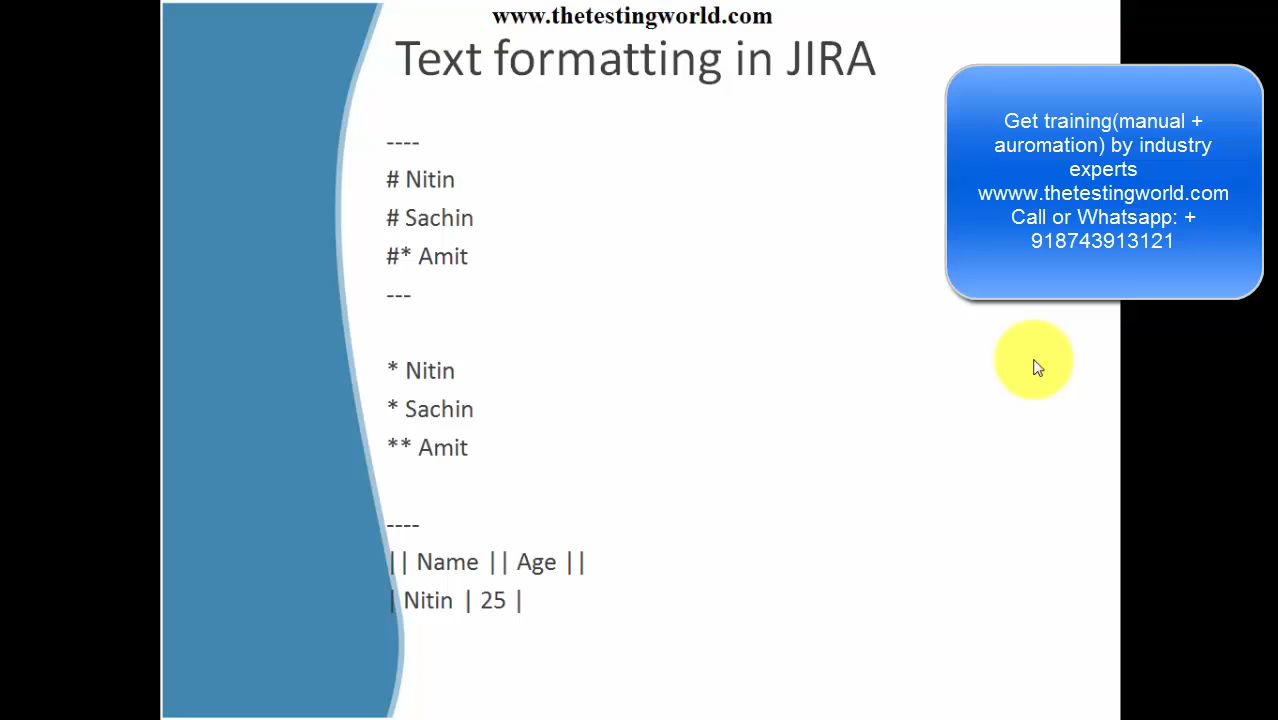 www.thetestingworld.com
Text formatting in JIRA
Get training(manual +
auromation) by industry
experts
wwww.thetestingworld.com
Call or Whatsapp: +
918743913121
----
# Nitin
# Sachin
#* Amit
---
* Nitin
* Sachin
** Amit
----
|| Name || Age ||
| Nitin | 25 |